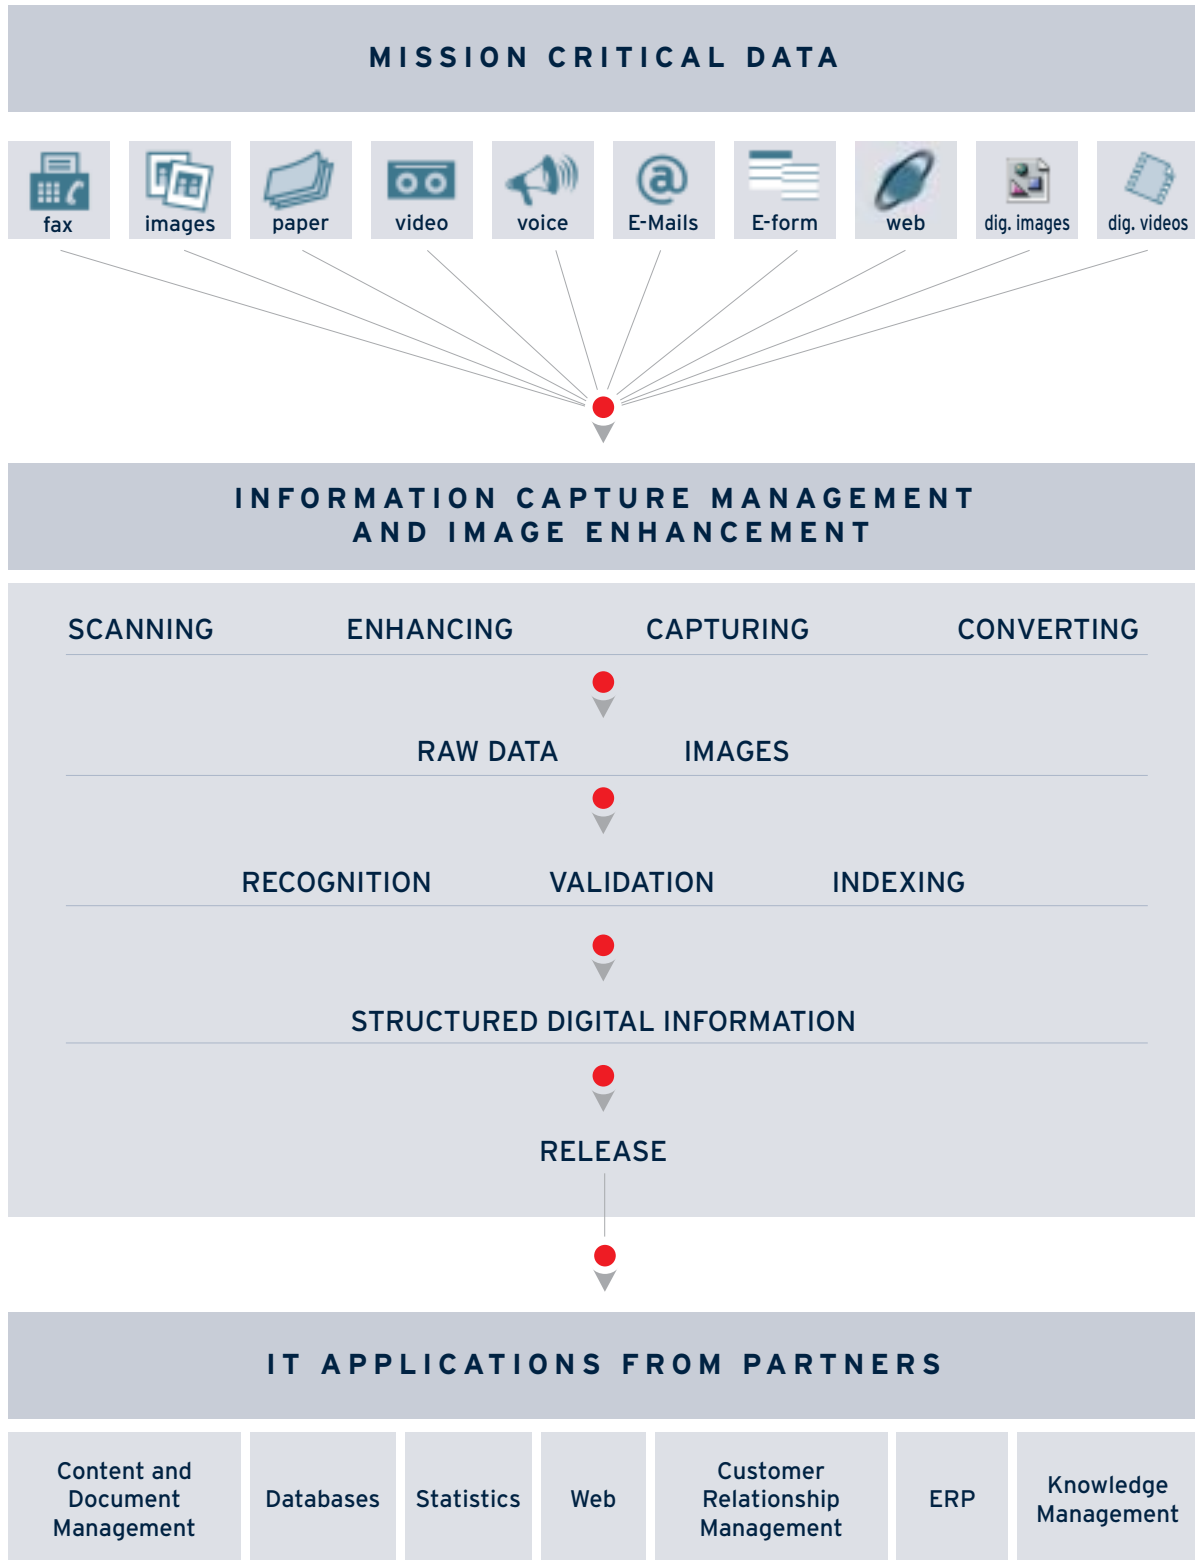 MISSION CRITICAL DATA
fax images paper video voice E-Mails E-form web dig. images dig. videos
INFORMATION CAPTURE MANAGEMENT
AND IMAGE ENHANCEMENT
SCANNING ENHANCING CAPTURING CONVERTING
RAW DATA IMAGES
RECOGNITION VALIDATION INDEXING
STRUCTURED DIGITAL INFORMATION
RELEASE
IT APPLICATIONS FROM PARTNERS
Content and
Document
Management
Databases
Statistics
Web
Customer
Relationship
Management
ERP
Knowledge
Management